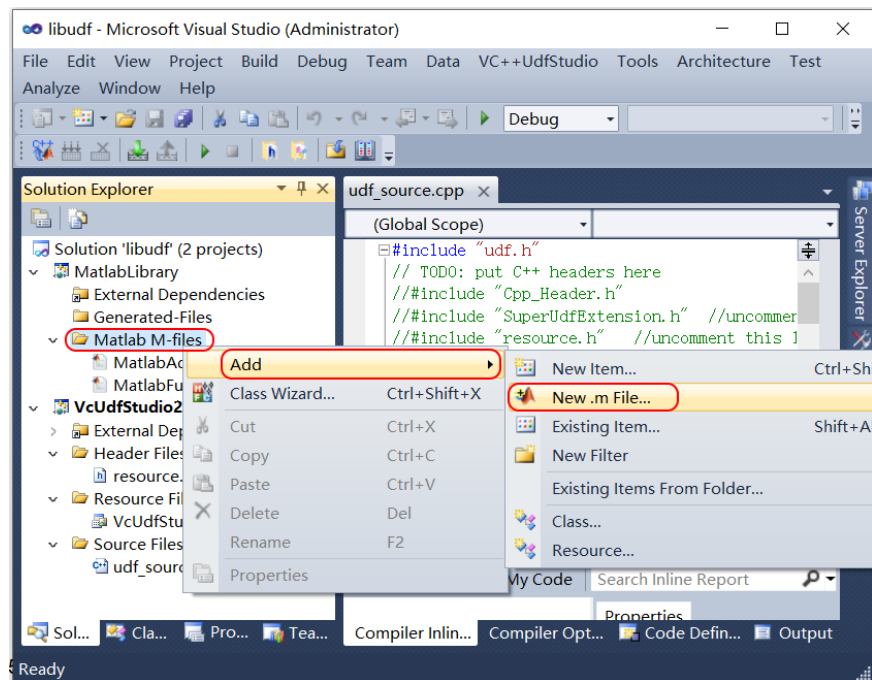 libudf - Microsoft Visual Studio (Administrator)
File Edit View Project Build Debug Team Data VC++UdfStudio Tools Architecture Test
Analyze Window Help
Debug
Solution Explorer
udf_source.cpp
Server Explorer
(Global Scope)
Solution 'libudf' (2 projects)
MatlabLibrary
External Dependencies
Generated-Files
Matlab M-files
#include "udf.h"
// TODO: put C++ headers here
//#include "Cpp_Header.h"
//#include "SuperUdfExtension.h" //uncommen
//#include "resource.h" //uncomment this l
MatlabAd
MatlabFu
VcUdfStudio2
External Dep
Header Files
resource.
Resource Fil
VcUdfStu
Source Files
udf_sourc
Add
Class Wizard... Ctrl+Shift+X
Cut Ctrl+X
Copy Ctrl+C
Paste Ctrl+V
Delete Del
Rename F2
Properties
New Item... Ctrl+Sh
New .m File...
Existing Item... Shift+A
New Filter
Existing Items From Folder...
Class...
Resource...
My Code Search Inline Report
Properties
Sol... Cla... Pro... Tea... Compiler Inlin... Compiler Opt... Code Defin... Output
Ready